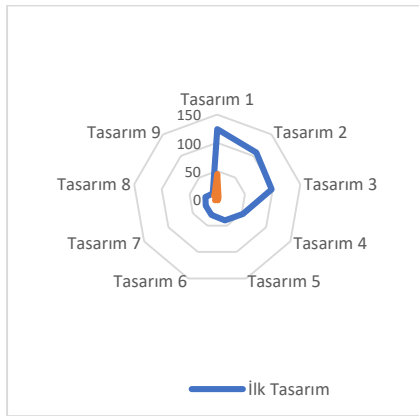 Tasarım 1
Tasarım 2
Tasarım 3
Tasarım 4
Tasarım 5
Tasarım 6
Tasarım 7
Tasarım 8
Tasarım 9
150
100
50
0
İlk Tasarım